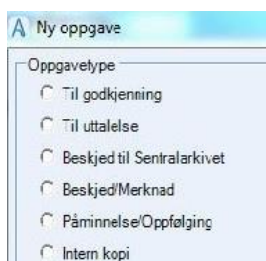 Ny oppgave
Oppgavetype
Til godkjenning
Til uttalelse
Beskjed til Sentralarkivet
Beskjed/Merknad
Påminnelse/Oppfølging
Intern kopi